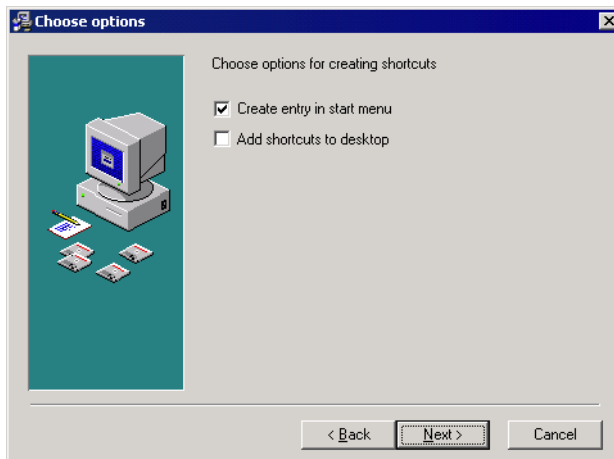 Choose options
Choose options for creating shortcuts
Create entry in start menu
Add shortcuts to desktop
< Back
Next >
Cancel